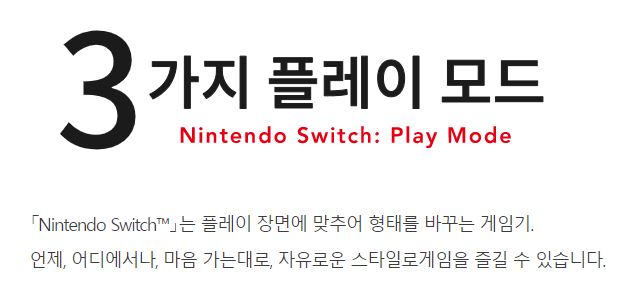 3가지 플레이 모드
Nintendo Switch: Play Mode
「Nintendo Switch™」는 플레이 장면에 맞추어 형태를 바꾸는 게임기.
언제, 어디에서나, 마음 가는대로, 자유로운 스타일로게임을 즐길 수 있습니다.